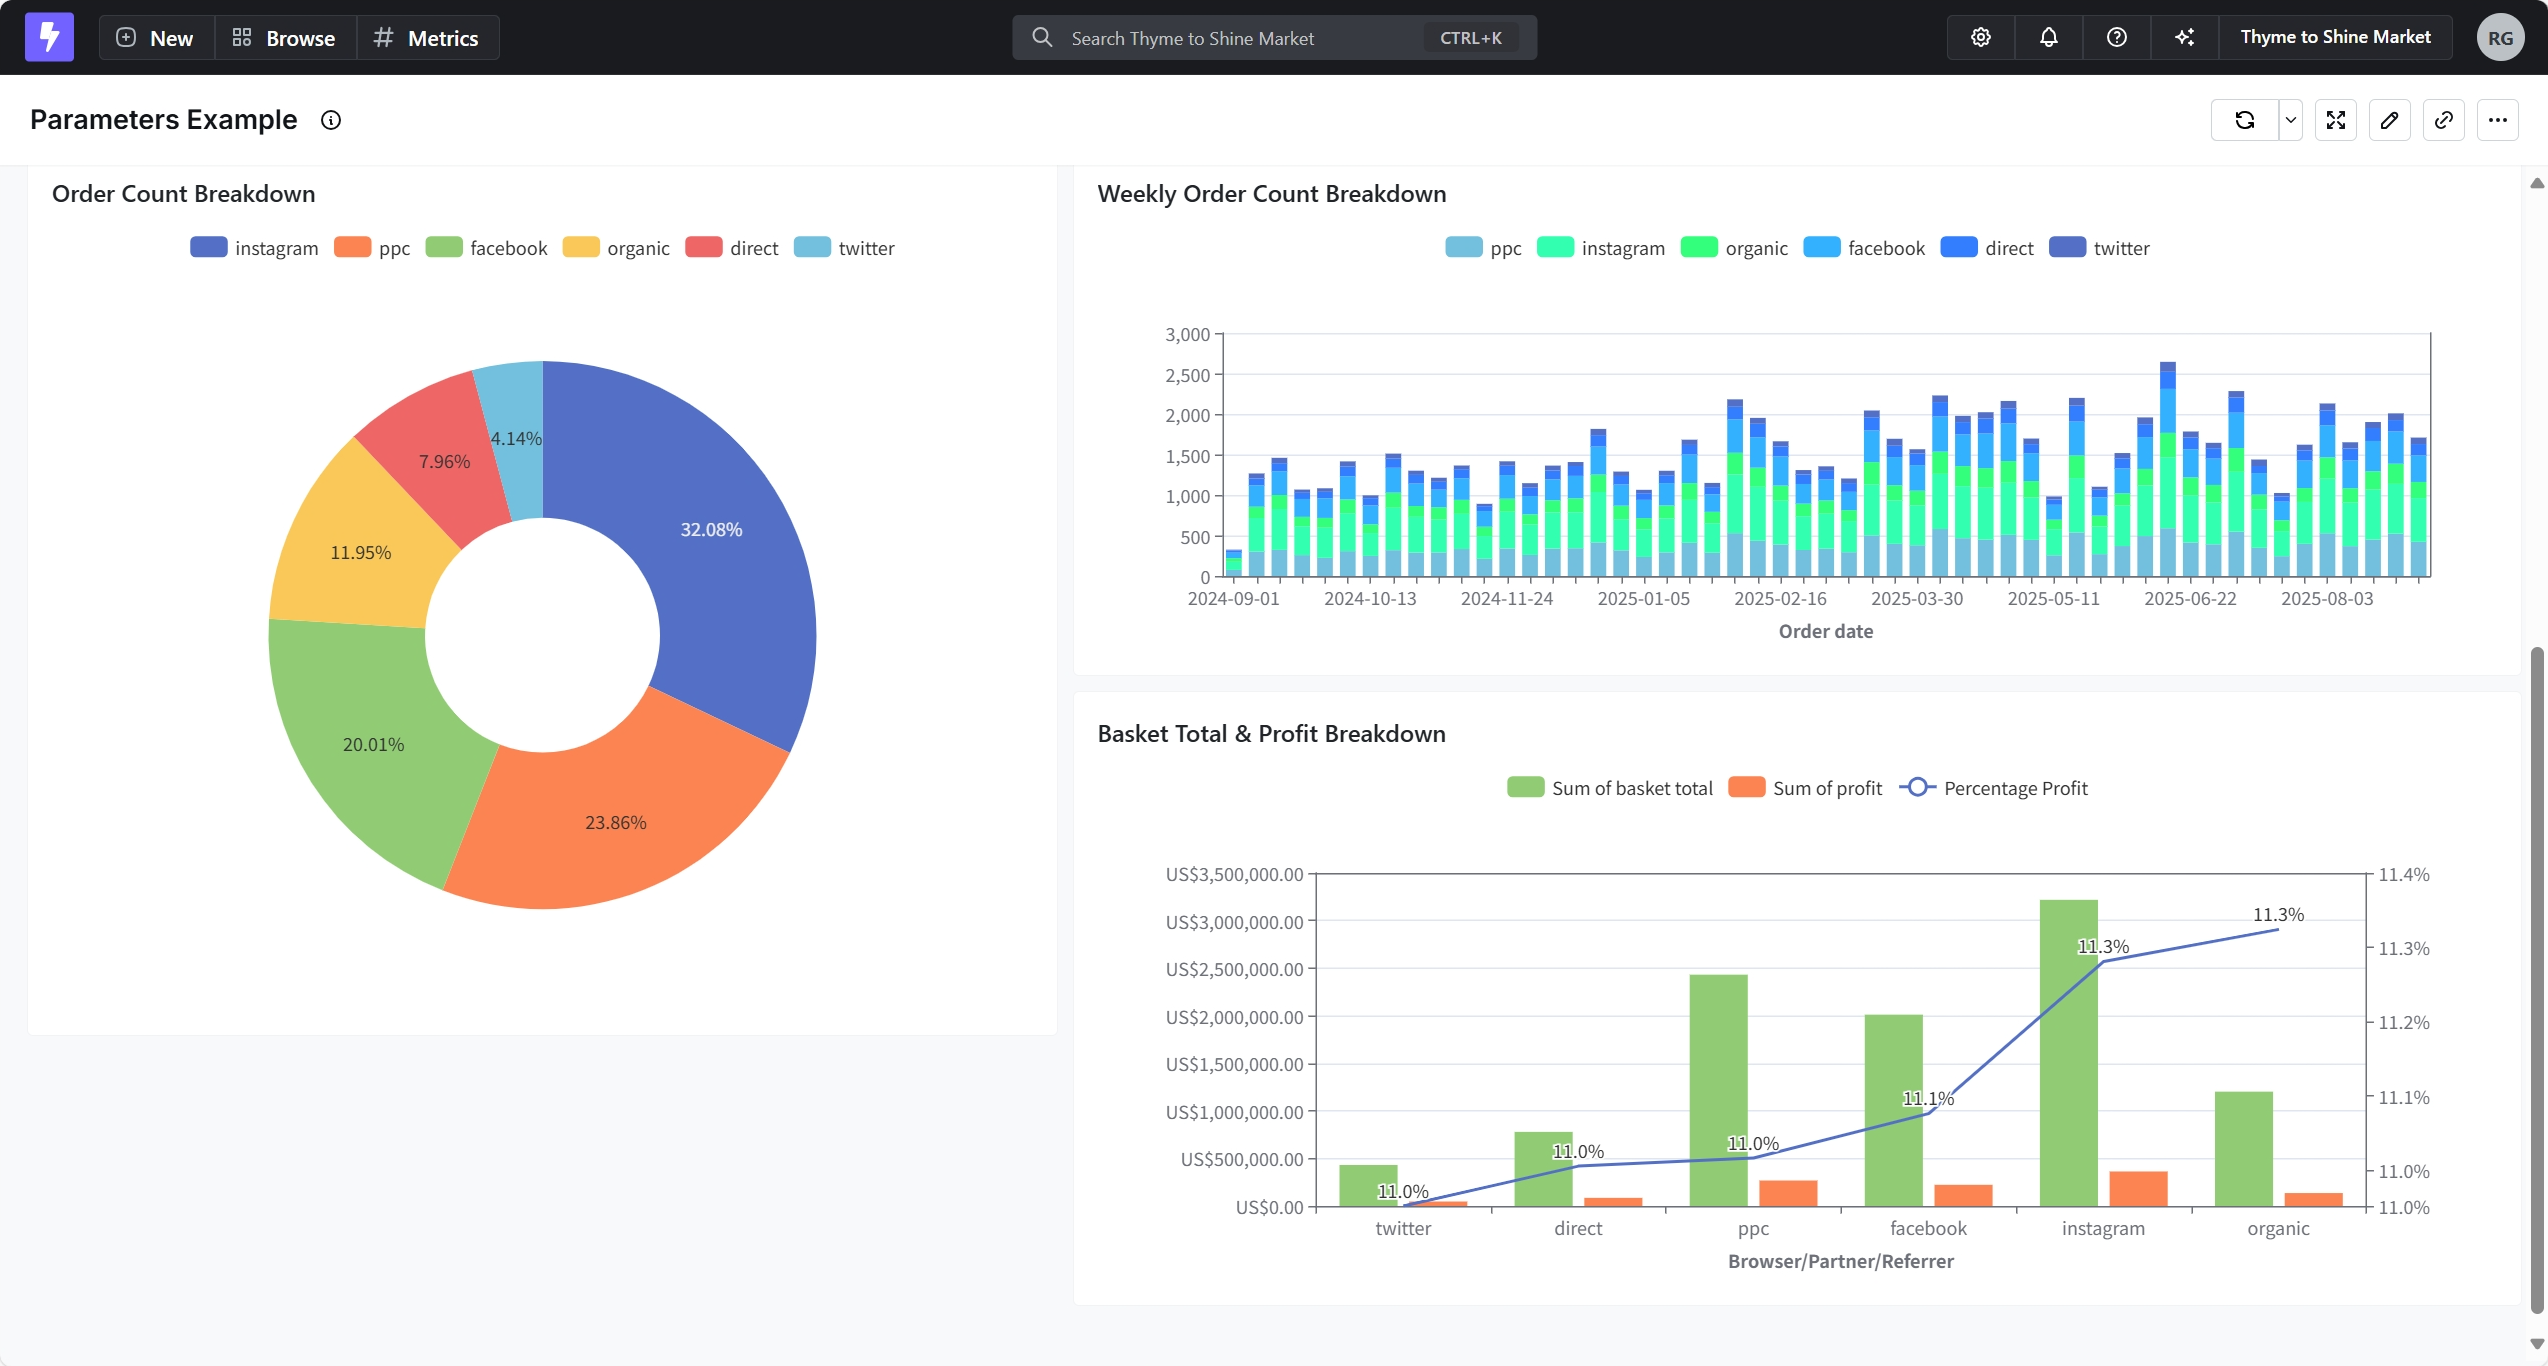 New Browse Metrics
Search Thyme to Shine Market CTRL+K
Thyme to Shine Market RG
Parameters Example
Order Count Breakdown
instagram ppc facebook organic direct twitter
4.14%
7.96%
32.08%
11.95%
20.01%
23.86%
Weekly Order Count Breakdown
ppc instagram organic facebook direct twitter
3,000
2,500
2,000
1,500
1,000
500
0
2024-09-01 2024-10-13 2024-11-24 2025-01-05 2025-02-16 2025-03-30 2025-05-11 2025-06-22 2025-08-03
Order date
Basket Total & Profit Breakdown
Sum of basket total Sum of profit Percentage Profit
US$3,500,000.00 11.4%
11.3%
US$3,000,000.00
11.3% 11.3%
US$2,500,000.00
US$2,000,000.00 11.2%
US$1,500,000.00
US$1,000,000.00 11.1% 11.1%
US$500,000.00 11.0% 11.0% 11.0%
11.0%
US$0.00 11.0%
twitter direct ppc facebook instagram organic
Browser/Partner/Referrer